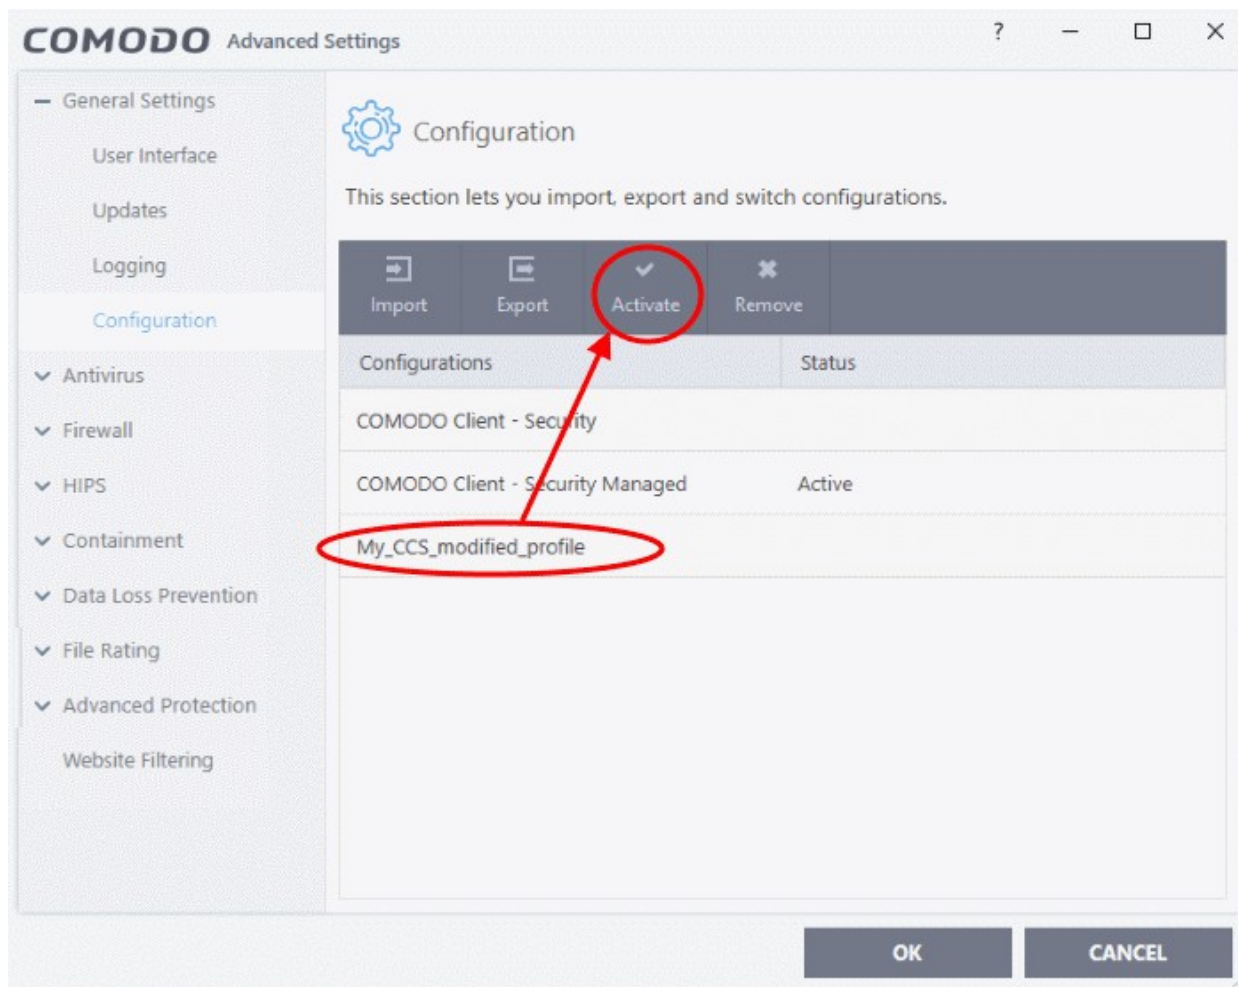 COMODO Advanced Settings ?
General Settings
User Interface
Updates
Logging
Configuration
Antivirus
Firewall
HIPS
Containment
Data Loss Prevention
File Rating
Advanced Protection
Website Filtering
Configuration
This section lets you import, export and switch configurations.
Import Export Activate Remove
Configurations Status
COMODO Client - Security
COMODO Client - Security Managed Active
My_CCS_modified_profile
OK CANCEL